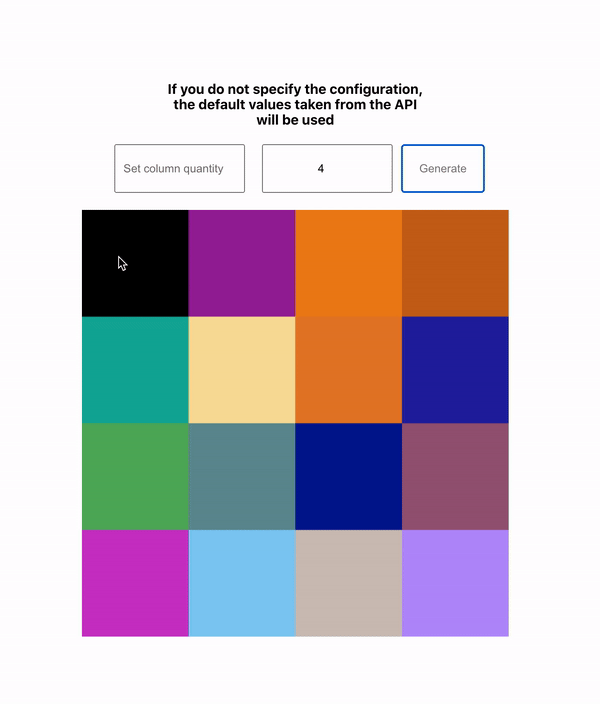 If you do not specify the configuration,
the default values taken from the API
will be used
Set column quantity
4
Generate